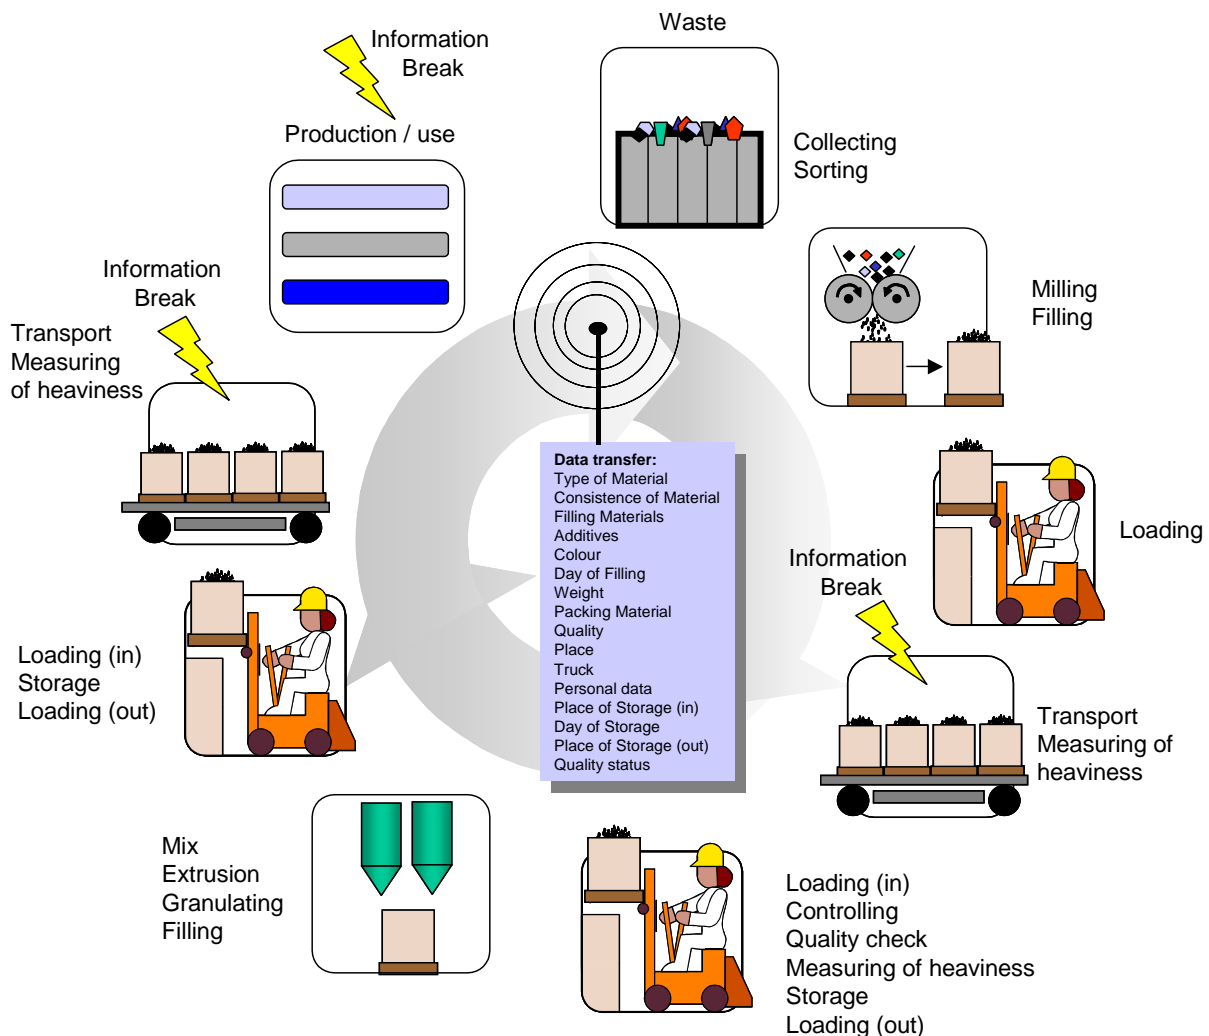 Waste
Information
Break
Production / use
Collecting
Sorting
Information
Break
Transport
Measuring
of heaviness
Milling
Filling
Data transfer:
Type of Material
Consistence of Material
Filling Materials
Additives
Colour
Day of Filling
Weight
Packing Material
Quality
Place
Truck
Personal data
Place of Storage (in)
Day of Storage
Place of Storage (out)
Quality status
Loading
Information
Break
Loading (in)
Storage
Loading (out)
Transport
Measuring of
heaviness
Mix
Extrusion
Granulating
Filling
Loading (in)
Controlling
Quality check
Measuring of heaviness
Storage
Loading (out)